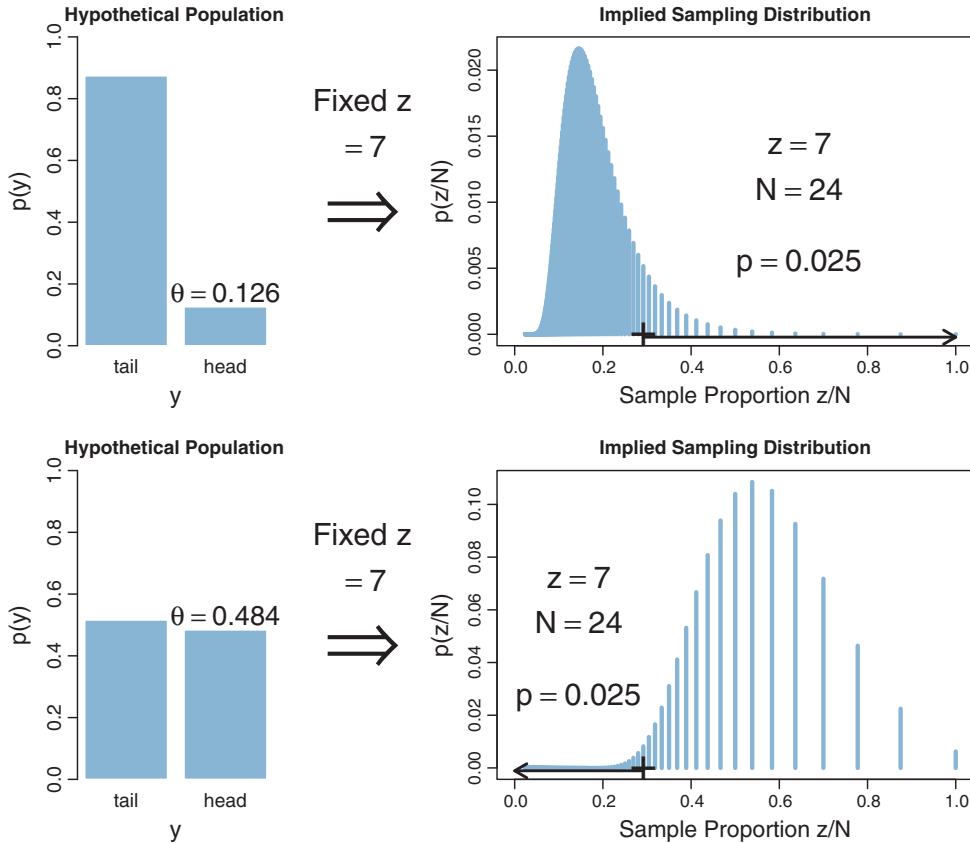 Hypothetical Population
Implied Sampling Distribution
p(y)
0.0 0.2 0.4 0.6 0.8 1.0
θ = 0.126
tail head
y
Fixed z
= 7
p(z/N)
0.000 0.005 0.010 0.015 0.020
z = 7
N = 24
p = 0.025
0.0 0.2 0.4 0.6 0.8 1.0
Sample Proportion z/N
Hypothetical Population
Implied Sampling Distribution
p(y)
0.0 0.2 0.4 0.6 0.8 1.0
θ = 0.484
tail head
y
Fixed z
= 7
p(z/N)
0.00 0.02 0.04 0.06 0.08 0.10
z = 7
N = 24
p = 0.025
0.0 0.2 0.4 0.6 0.8 1.0
Sample Proportion z/N